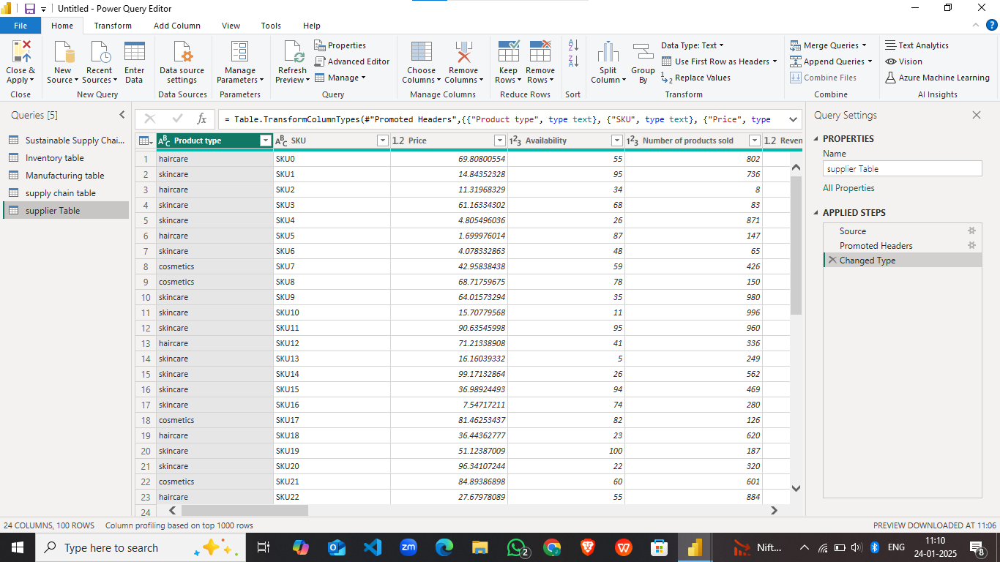 Untitled - Power Query Editor
File Home Transform Add Column View Tools Help
Close & Apply
New Source
Recent Sources
Enter Data
Data source settings
Manage Parameters
Refresh Preview
Properties
Advanced Editor
Manage
Choose Columns
Remove Columns
Keep Rows
Remove Rows
Split Column
Group By
Data Type: Text
Use First Row as Headers
Replace Values
Merge Queries
Append Queries
Combine Files
Text Analytics
Vision
Azure Machine Learning
Close New Query Data Sources Parameters Query Manage Columns Reduce Rows Sort Transform Combine AI Insights
Queries [5]
Sustainable Supply Chai...
Inventory table
Manufacturing table
supply chain table
supplier Table
fx = Table.TransformColumnTypes(#"Promoted Headers",{{"Product type", type text}, {"SKU", type text}, {"Price", type
Product type SKU 1.2 Price 123 Availability 123 Number of products sold 1.2 Reven
1 haircare SKU0 69.80800554 55 802
2 skincare SKU1 14.84352328 95 736
3 haircare SKU2 11.31968329 34 8
4 skincare SKU3 61.16334302 68 83
5 skincare SKU4 4.805496036 26 871
6 haircare SKU5 1.699976014 87 147
7 skincare SKU6 4.078332863 48 65
8 cosmetics SKU7 42.95838438 59 426
9 cosmetics SKU8 68.71759675 78 150
10 skincare SKU9 64.01573294 35 980
11 skincare SKU10 15.70779568 11 996
12 skincare SKU11 90.63545998 95 960
13 haircare SKU12 71.21338908 41 336
14 skincare SKU13 16.16039332 5 249
15 skincare SKU14 99.17132864 26 562
16 skincare SKU15 36.98924493 94 469
17 skincare SKU16 7.54717211 74 280
18 cosmetics SKU17 81.46253437 82 126
19 haircare SKU18 36.44362777 23 620
20 skincare SKU19 51.12387009 100 187
21 skincare SKU20 96.34107244 22 320
22 cosmetics SKU21 84.89386898 60 601
23 haircare SKU22 27.67978089 55 884
24
Query Settings
PROPERTIES
Name
supplier Table
All Properties
APPLIED STEPS
Source
Promoted Headers
Changed Type
24 COLUMNS, 100 ROWS Column profiling based on top 1000 rows PREVIEW DOWNLOADED AT 11:06
Type here to search
zm
2
Nift...
ENG
11:10
24-01-2025
8